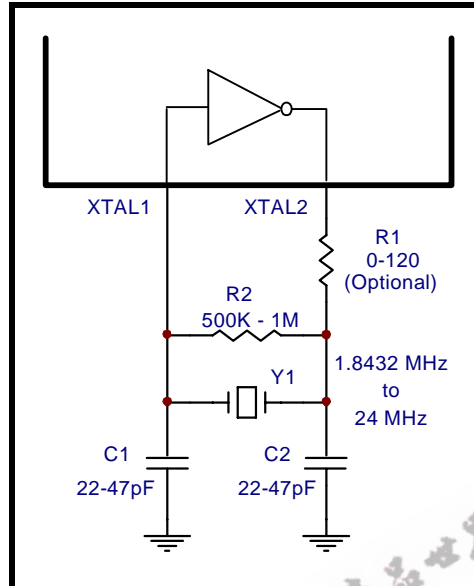 XTAL1
XTAL2
R1
0-120
(Optional)
R2
500K - 1M
Y1
1.8432 MHz
to
24 MHz
C1
22-47pF
C2
22-47pF